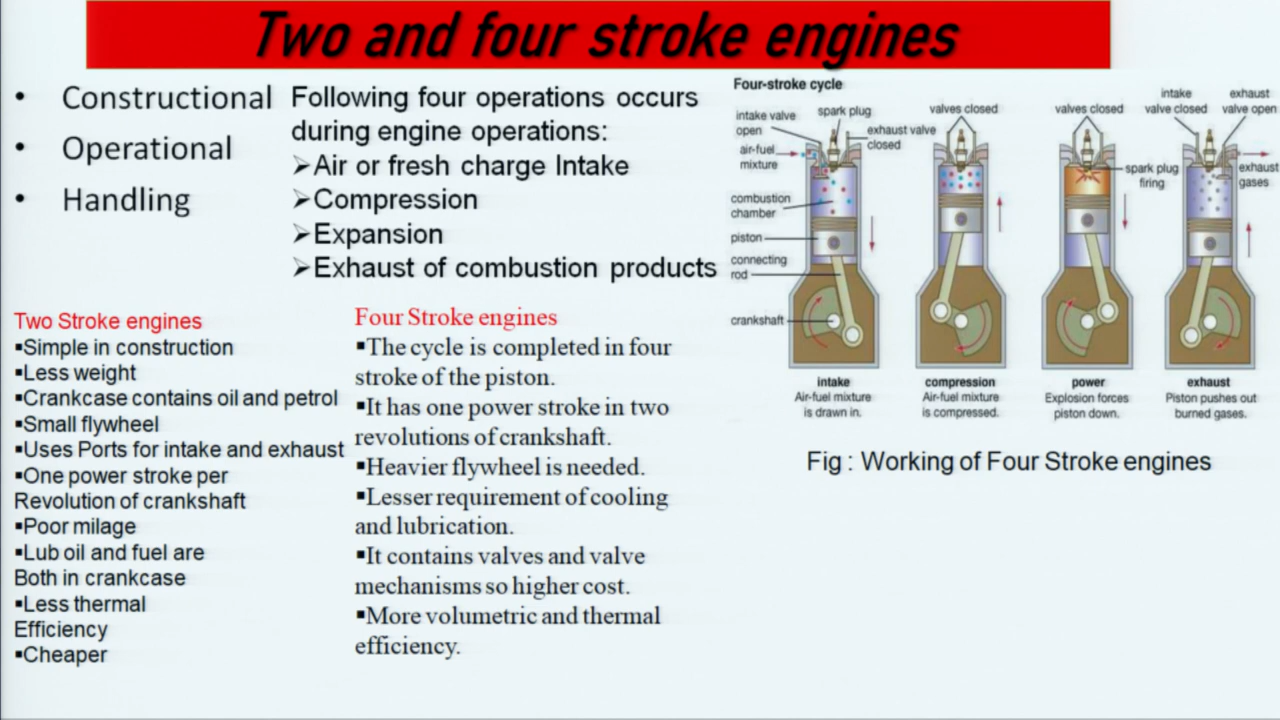 Two and four stroke engines
• Constructional
• Operational
• Handling
Following four operations occurs
during engine operations:
➢Air or fresh charge Intake
➢Compression
➢Expansion
➢Exhaust of combustion products
Two Stroke engines
▪Simple in construction
▪Less weight
▪Crankcase contains oil and petrol
▪Small flywheel
▪Uses Ports for intake and exhaust
▪One power stroke per
Revolution of crankshaft
▪Poor milage
▪Lub oil and fuel are
Both in crankcase
▪Less thermal
Efficiency
▪Cheaper
Four Stroke engines
▪The cycle is completed in four
stroke of the piston.
▪It has one power stroke in two
revolutions of crankshaft.
▪Heavier flywheel is needed.
▪Lesser requirement of cooling
and lubrication.
▪It contains valves and valve
mechanisms so higher cost.
▪More volumetric and thermal
efficiency.
Four-stroke cycle
intake valve
open
spark plug
exhaust valve
closed
air-fuel
mixture
combustion
chamber
piston
connecting
rod
crankshaft
intake
Air-fuel mixture
is drawn in.
valves closed
compression
Air-fuel mixture
is compressed.
valves closed
spark plug
firing
power
Explosion forces
piston down.
intake
valve closed
exhaust
valve open
exhaust
gases
exhaust
Piston pushes out
burned gases.
Fig : Working of Four Stroke engines